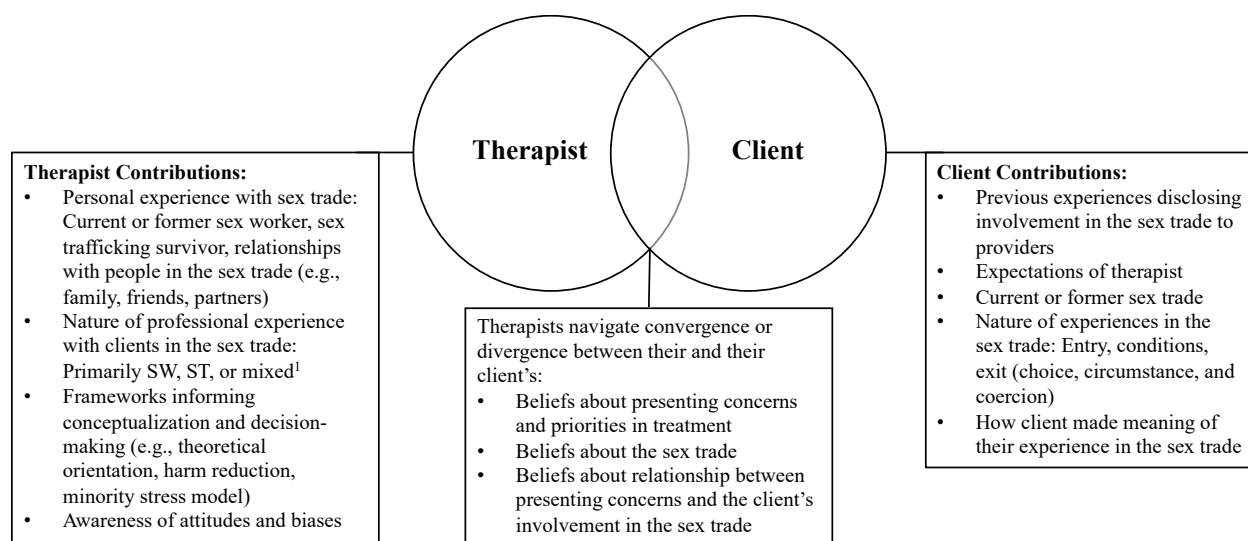 Therapist
Client
Therapist Contributions:
• Personal experience with sex trade:
Current or former sex worker, sex
trafficking survivor, relationships
with people in the sex trade (e.g.,
family, friends, partners)
• Nature of professional experience
with clients in the sex trade:
Primarily SW, ST, or mixed¹
• Frameworks informing
conceptualization and decision-
making (e.g., theoretical
orientation, harm reduction,
minority stress model)
• Awareness of attitudes and biases
Therapists navigate convergence or
divergence between their and their
client’s:
• Beliefs about presenting concerns
and priorities in treatment
• Beliefs about the sex trade
• Beliefs about relationship between
presenting concerns and the client’s
involvement in the sex trade
Client Contributions:
• Previous experiences disclosing
involvement in the sex trade to
providers
• Expectations of therapist
• Current or former sex trade
• Nature of experiences in the
sex trade: Entry, conditions,
exit (choice, circumstance, and
coercion)
• How client made meaning of
their experience in the sex trade